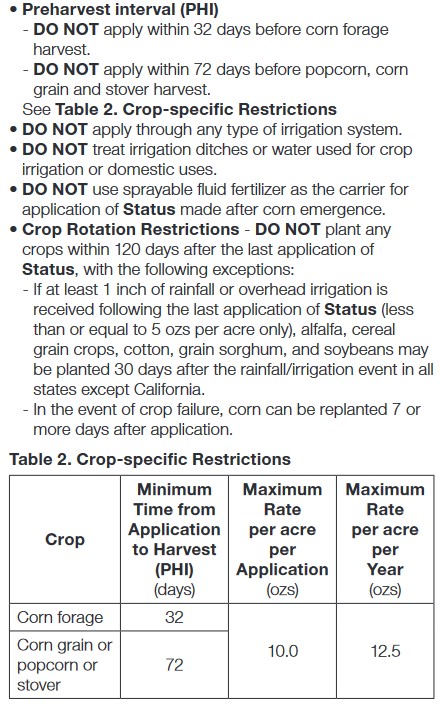 • Preharvest interval (PHI)
- DO NOT apply within 32 days before corn forage
harvest.
- DO NOT apply within 72 days before popcorn, corn
grain and stover harvest.
See Table 2. Crop-specific Restrictions
• DO NOT apply through any type of irrigation system.
• DO NOT treat irrigation ditches or water used for crop
irrigation or domestic uses.
• DO NOT use sprayable fluid fertilizer as the carrier for
application of Status made after corn emergence.
• Crop Rotation Restrictions - DO NOT plant any
crops within 120 days after the last application of
Status, with the following exceptions:
- If at least 1 inch of rainfall or overhead irrigation is
received following the last application of Status (less
than or equal to 5 ozs per acre only), alfalfa, cereal
grain crops, cotton, grain sorghum, and soybeans may
be planted 30 days after the rainfall/irrigation event in all
states except California.
- In the event of crop failure, corn can be replanted 7 or
more days after application.
Table 2. Crop-specific Restrictions
Crop
Minimum
Time from
Application
to Harvest
(PHI)
(days)
Maximum
Rate
per acre
per
Application
(ozs)
Maximum
Rate
per acre
per
Year
(ozs)
Corn forage
32
Corn grain or
popcorn or
stover
72
10.0
12.5